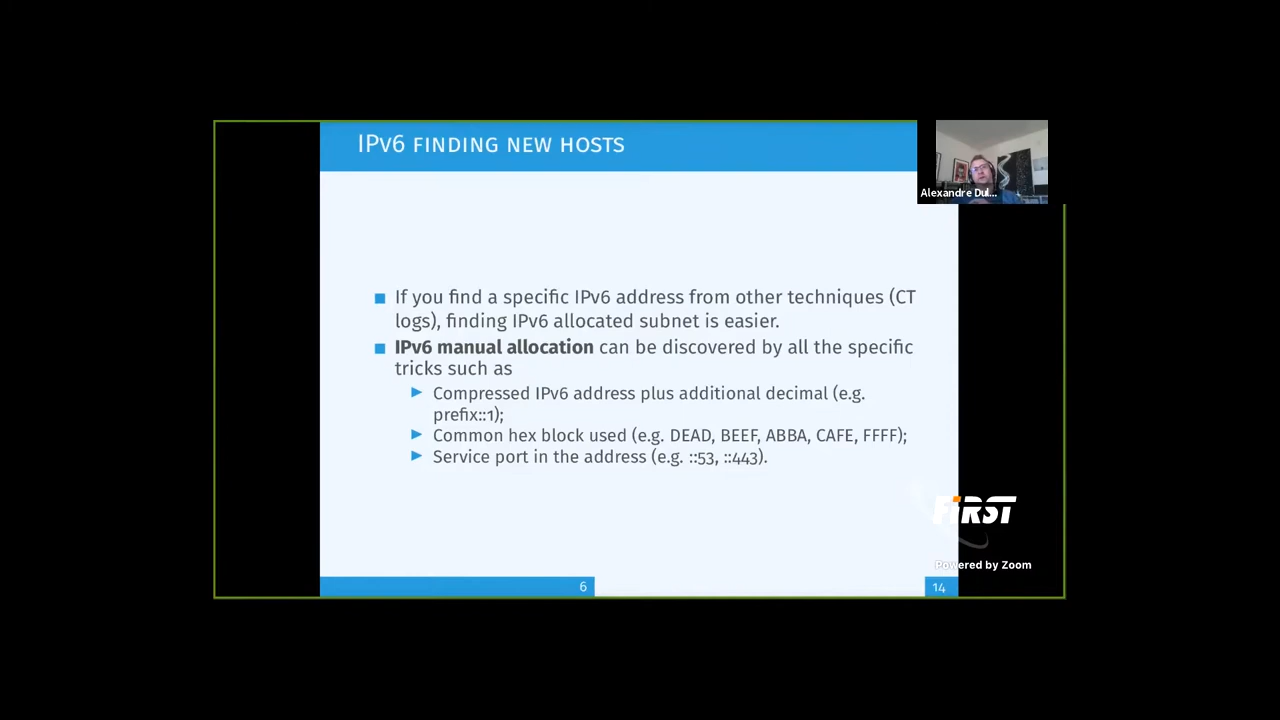 IPv6 FINDING NEW HOSTS
Alexandre Dul...
■ If you find a specific IPv6 address from other techniques (CT
logs), finding IPv6 allocated subnet is easier.
■ IPv6 manual allocation can be discovered by all the specific
tricks such as
▶ Compressed IPv6 address plus additional decimal (e.g.
prefix::1);
▶ Common hex block used (e.g. DEAD, BEEF, ABBA, CAFE, FFFF);
▶ Service port in the address (e.g. ::53, ::443).
FiRST
Powered by Zoom
6
14